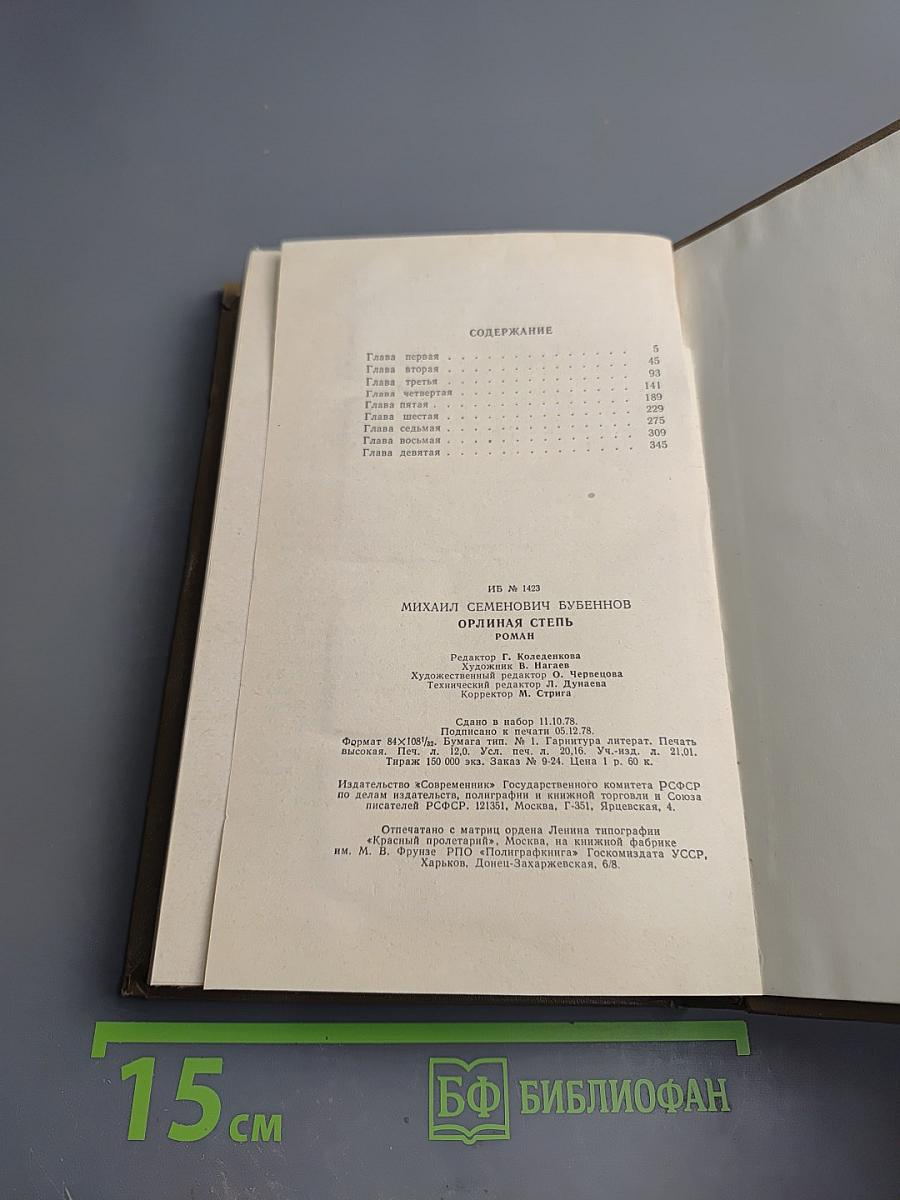 СОДЕРЖАНИЕ
Глава первая . . . . . . . . . . . . . . 5
Глава вторая . . . . . . . . . . . . . . 45
Глава третья . . . . . . . . . . . . . . 93
Глава четвертая . . . . . . . . . . . . . 141
Глава пятая . . . . . . . . . . . . . . . 189
Глава шестая . . . . . . . . . . . . . . 229
Глава седьмая . . . . . . . . . . . . . . 275
Глава восьмая . . . . . . . . . . . . . . 309
Глава девятая . . . . . . . . . . . . . . 345
ИБ № 1423
МИХАИЛ СЕМЕНОВИЧ БУБЕННОВ
ОРЛИНАЯ СТЕПЬ
РОМАН
Редактор Г. Коледенкова
Художник В. Нагаев
Художественный редактор О. Червецова
Технический редактор Л. Дунаева
Корректор М. Стрига
Сдано в набор 11.10.78.
Подписано к печати 05.12.78.
Формат 84×108¹/₃₂. Бумага тип. № 1. Гарнитура литерат. Печать
высокая. Печ. л. 12,0. Усл. печ. л. 20,16. Уч.-изд. л. 21,01.
Тираж 150 000 экз. Заказ № 9-24. Цена 1 р. 60 к.
Издательство «Современник» Государственного комитета РСФСР
по делам издательств, полиграфии и книжной торговли и Союза
писателей РСФСР. 121351, Москва, Г-351, Ярцевская, 4.
Отпечатано с матриц ордена Ленина типографии
«Красный пролетарий», Москва, на книжной фабрике
им. М. В. Фрунзе РПО «Полиграфкнига» Госкомиздата УССР,
Харьков, Донец-Захаржевская, 6/8.
15 см
БФ БИБЛИОФАН